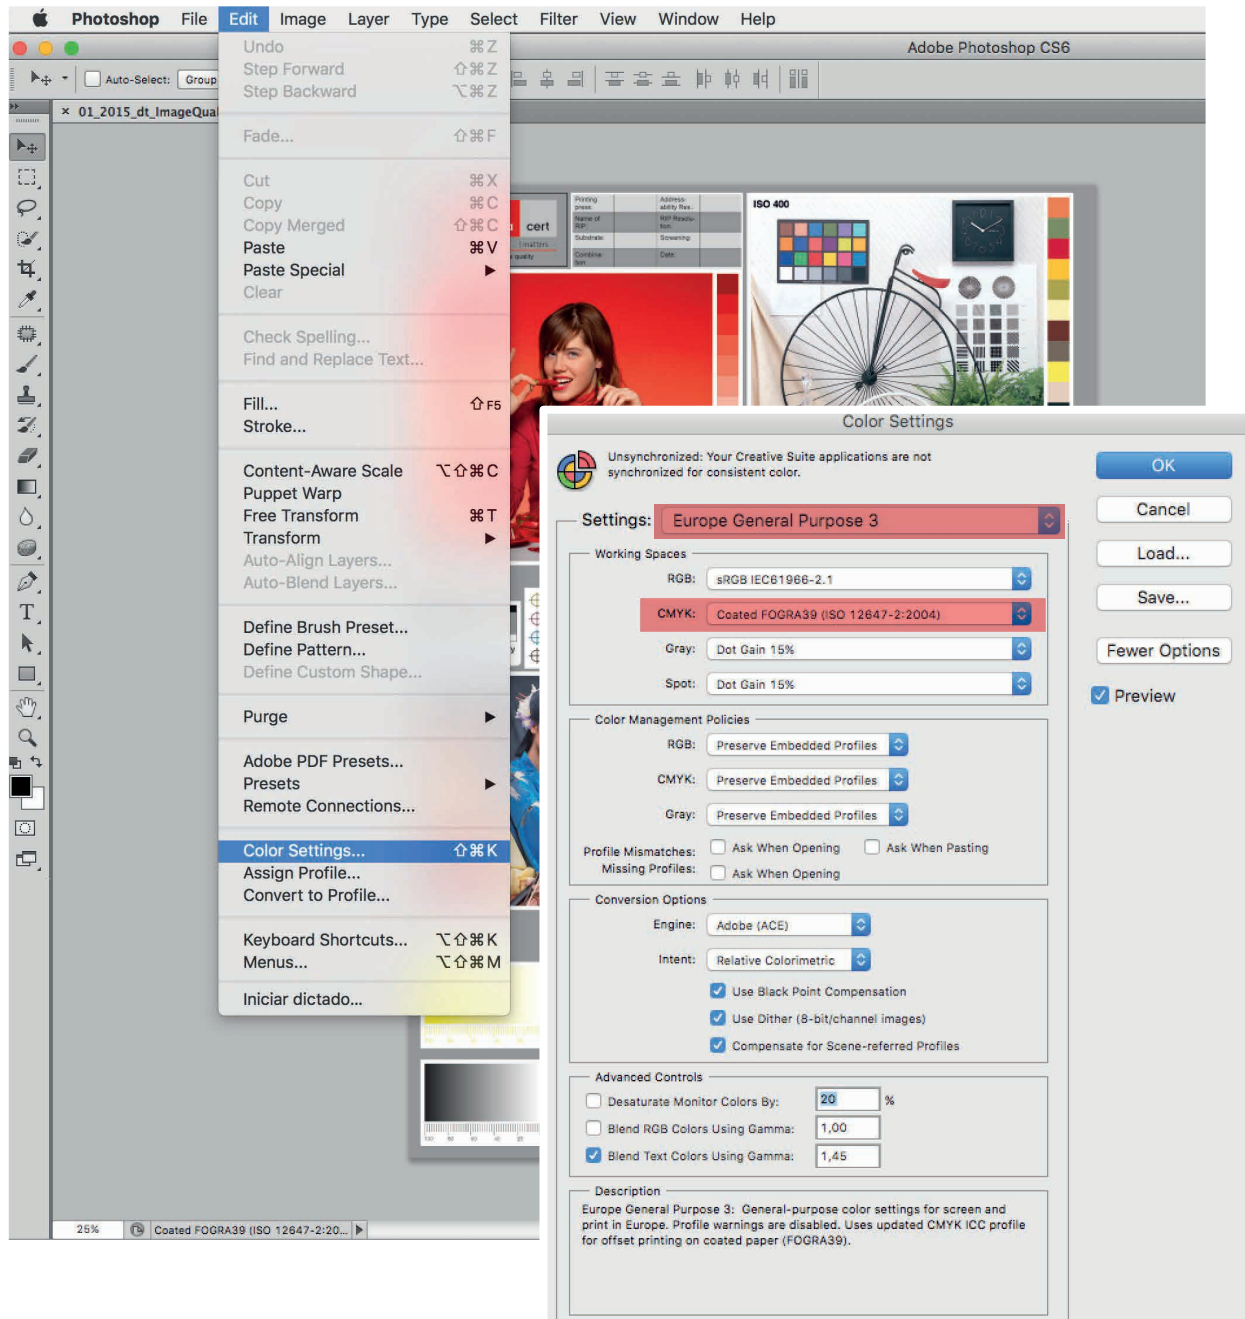 Photoshop File Edit Image Layer Type Select Filter View Window Help
Adobe Photoshop CS6
Auto-Select: Group
× 01_2015_dt_ImageQua
Undo ⌘Z
Step Forward ⇧⌘Z
Step Backward ⌥⌘Z
Fade... ⇧⌘F
Cut ⌘X
Copy ⌘C
Copy Merged ⇧⌘C
Paste ⌘V
Paste Special ▶
Clear
Check Spelling...
Find and Replace Text...
Fill... ⇧F5
Stroke...
Content-Aware Scale ⌥⇧⌘C
Puppet Warp
Free Transform ⌘T
Transform ▶
Auto-Align Layers...
Auto-Blend Layers...
Define Brush Preset...
Define Pattern...
Define Custom Shape...
Purge ▶
Adobe PDF Presets...
Presets ▶
Remote Connections...
Color Settings... ⇧⌘K
Assign Profile...
Convert to Profile...
Keyboard Shortcuts... ⌥⇧⌘K
Menus... ⌥⇧⌘M
Iniciar dictado...
cert
Printing press:
Address-ability Res.:
Name of RIP:
Substrate:
Screening:
Date:
ISO 400
Color Settings
Unsynchronized: Your Creative Suite applications are not
synchronized for consistent color.
OK
Cancel
Load...
Save...
Fewer Options
Preview
Settings: Europe General Purpose 3
Working Spaces
RGB: sRGB IEC61966-2.1
CMYK: Coated FOGRA39 (ISO 12647-2:2004)
Gray: Dot Gain 15%
Spot: Dot Gain 15%
Color Management Policies
RGB: Preserve Embedded Profiles
CMYK: Preserve Embedded Profiles
Gray: Preserve Embedded Profiles
Profile Mismatches: Ask When Opening Ask When Pasting
Missing Profiles: Ask When Opening
Conversion Options
Engine: Adobe (ACE)
Intent: Relative Colorimetric
Use Black Point Compensation
Use Dither (8-bit/channel images)
Compensate for Scene-referred Profiles
Advanced Controls
Desaturate Monitor Colors By: 20 %
Blend RGB Colors Using Gamma: 1,00
Blend Text Colors Using Gamma: 1,45
Description
Europe General Purpose 3: General-purpose color settings for screen and
print in Europe. Profile warnings are disabled. Uses updated CMYK ICC profile
for offset printing on coated paper (FOGRA39).
25% Coated FOGRA39 (ISO 12647-2:20... ▶